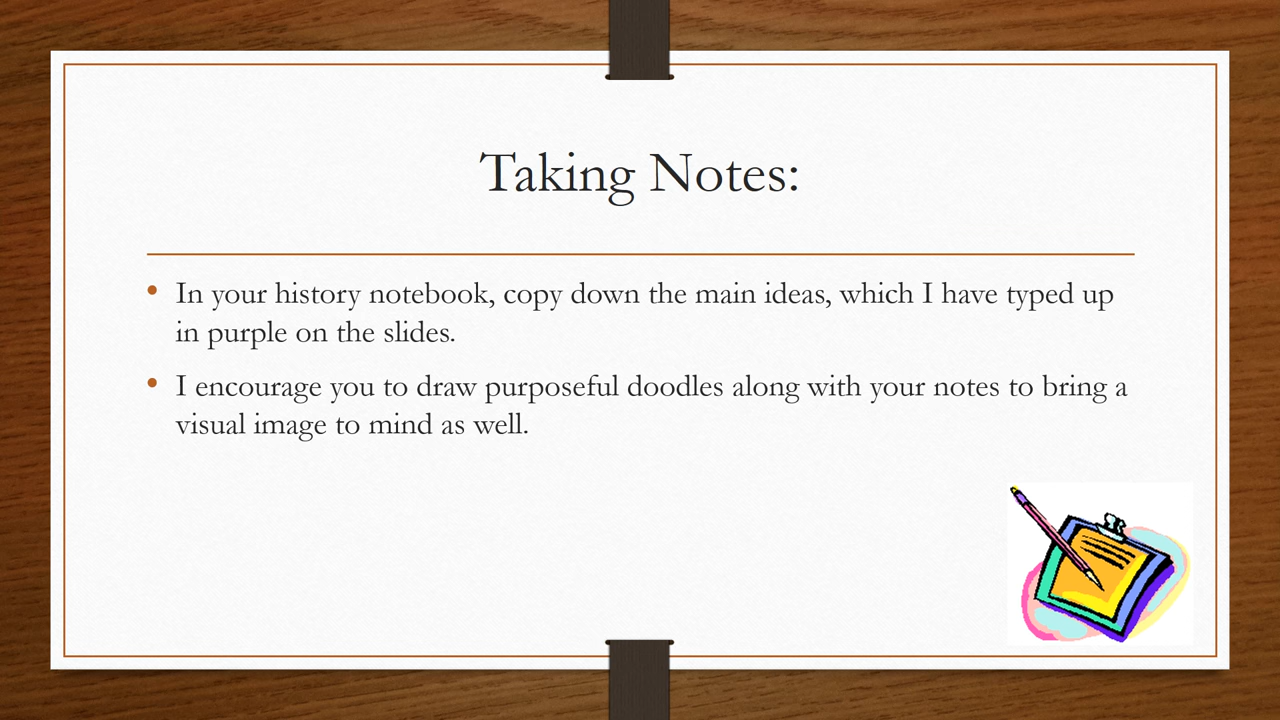 Taking Notes:
• In your history notebook, copy down the main ideas, which I have typed up
in purple on the slides.
• I encourage you to draw purposeful doodles along with your notes to bring a
visual image to mind as well.